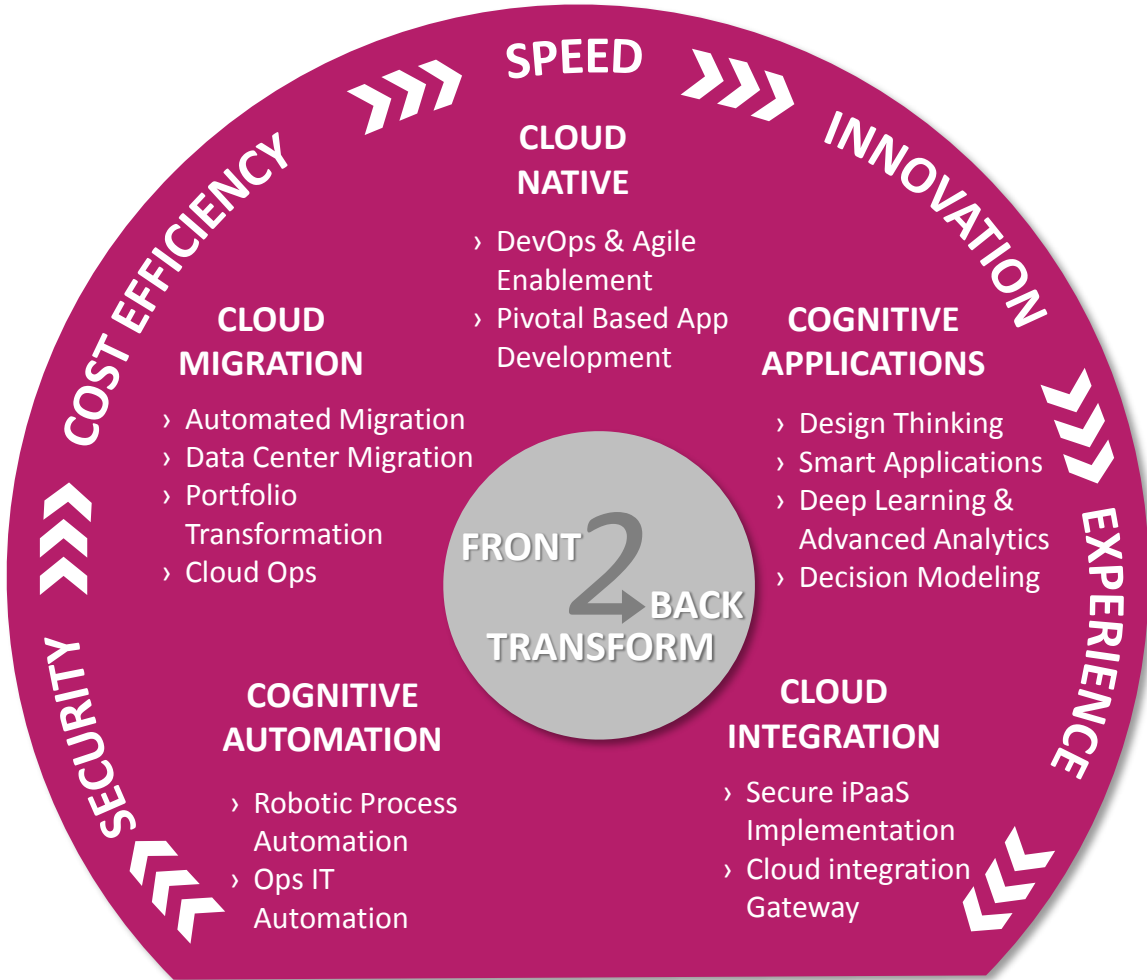 SECURITY
COST EFFICIENCY
SPEED
INNOVATION
EXPERIENCE
CLOUD
NATIVE
› DevOps & Agile
Enablement
› Pivotal Based App
Development
CLOUD
MIGRATION
› Automated Migration
› Data Center Migration
› Portfolio
Transformation
› Cloud Ops
COGNITIVE
APPLICATIONS
› Design Thinking
› Smart Applications
› Deep Learning &
Advanced Analytics
› Decision Modeling
FRONT 2
BACK
TRANSFORM
COGNITIVE
AUTOMATION
› Robotic Process
Automation
› Ops IT
Automation
CLOUD
INTEGRATION
› Secure iPaaS
Implementation
› Cloud integration
Gateway